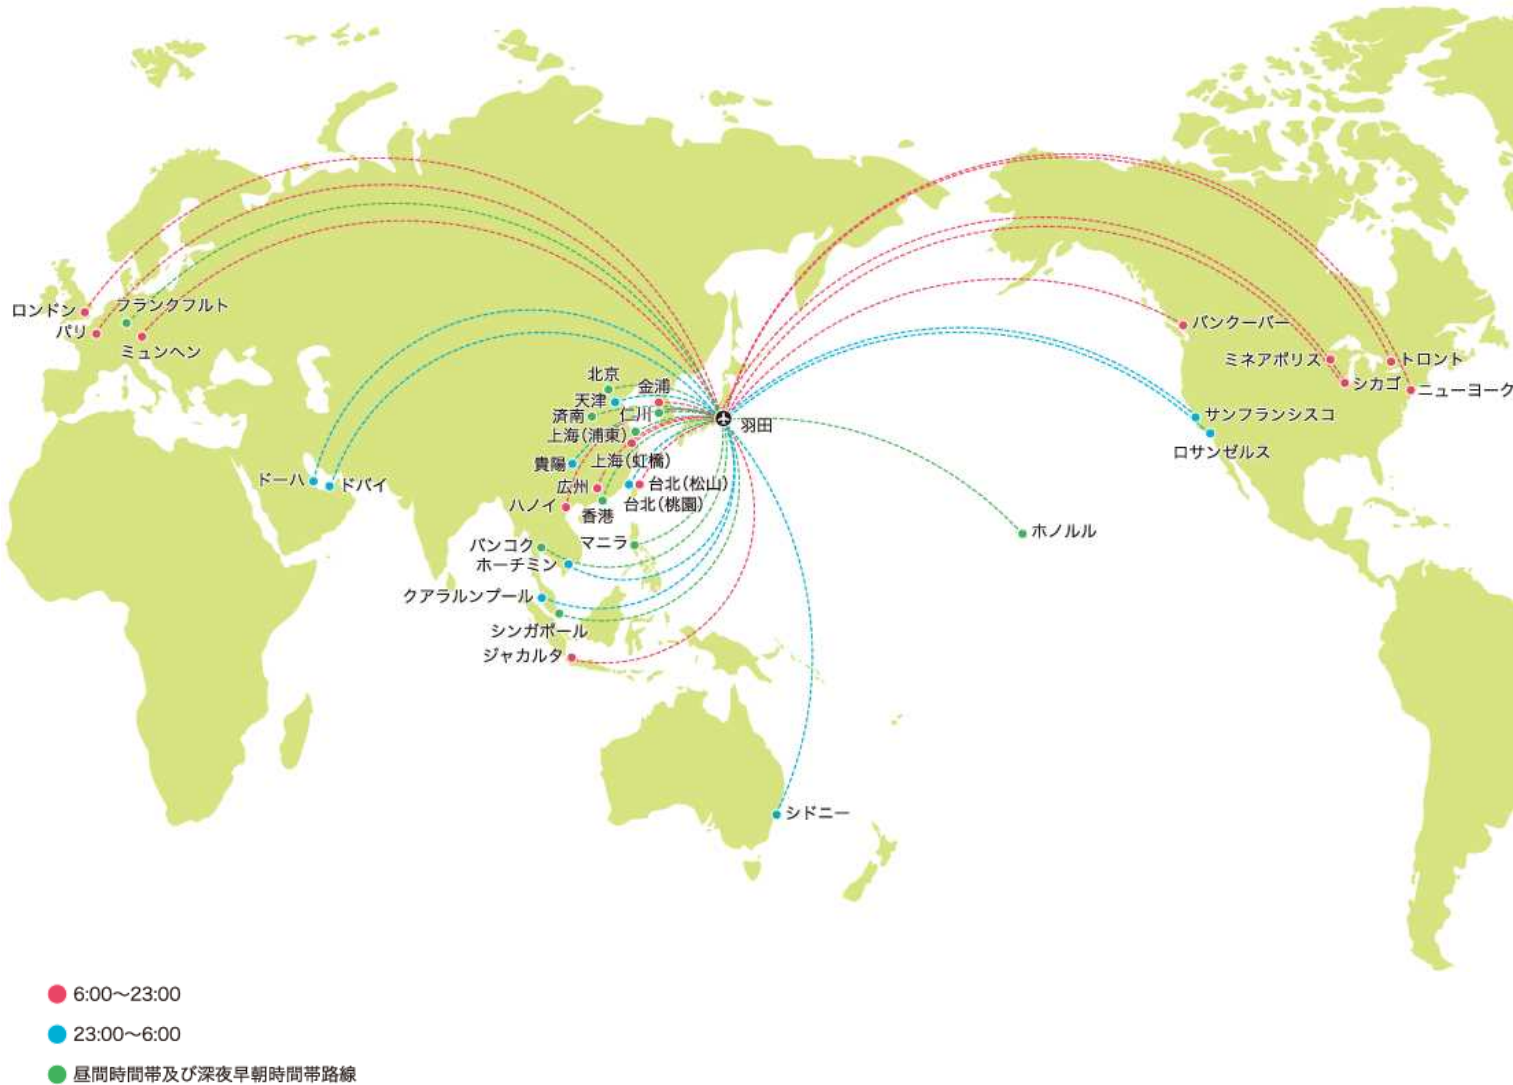 ロンドン
フランクフルト
パリ
ミュンヘン
バンクーバー
ミネアポリス
トロント
シカゴ
ニューヨーク
北京
金浦
天津
済南
仁川
羽田
サンフランシスコ
上海(浦東)
ロサンゼルス
貴陽
上海(虹橋)
ドーハ
ドバイ
広州
台北(松山)
ハノイ
香港
台北(桃園)
ホノルル
バンコク
マニラ
ホーチミン
クアラルンプール
シンガポール
ジャカルタ
シドニー
6:00〜23:00
23:00〜6:00
昼間時間帯及び深夜早朝時間帯路線